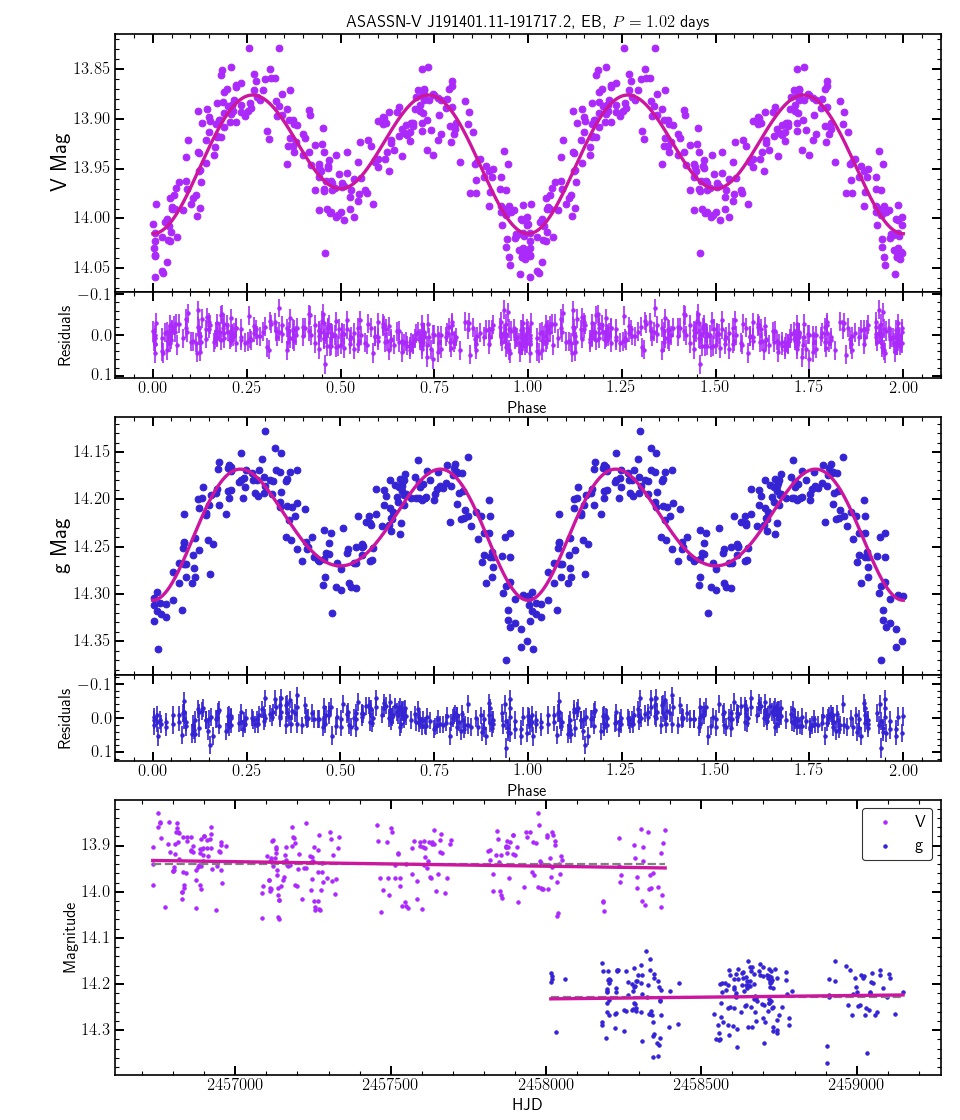 ASASSN-V J191401.11-191717.2, EB, P = 1.02 days
13.85
13.90
13.95
14.00
14.05
V Mag
−0.1
0.0
0.1
Residuals
0.00 0.25 0.50 0.75 1.00 1.25 1.50 1.75 2.00
Phase
14.15
14.20
14.25
14.30
14.35
g Mag
−0.1
0.0
0.1
Residuals
0.00 0.25 0.50 0.75 1.00 1.25 1.50 1.75 2.00
Phase
V
g
13.9
14.0
14.1
14.2
14.3
Magnitude
2457000 2457500 2458000 2458500 2459000
HJD